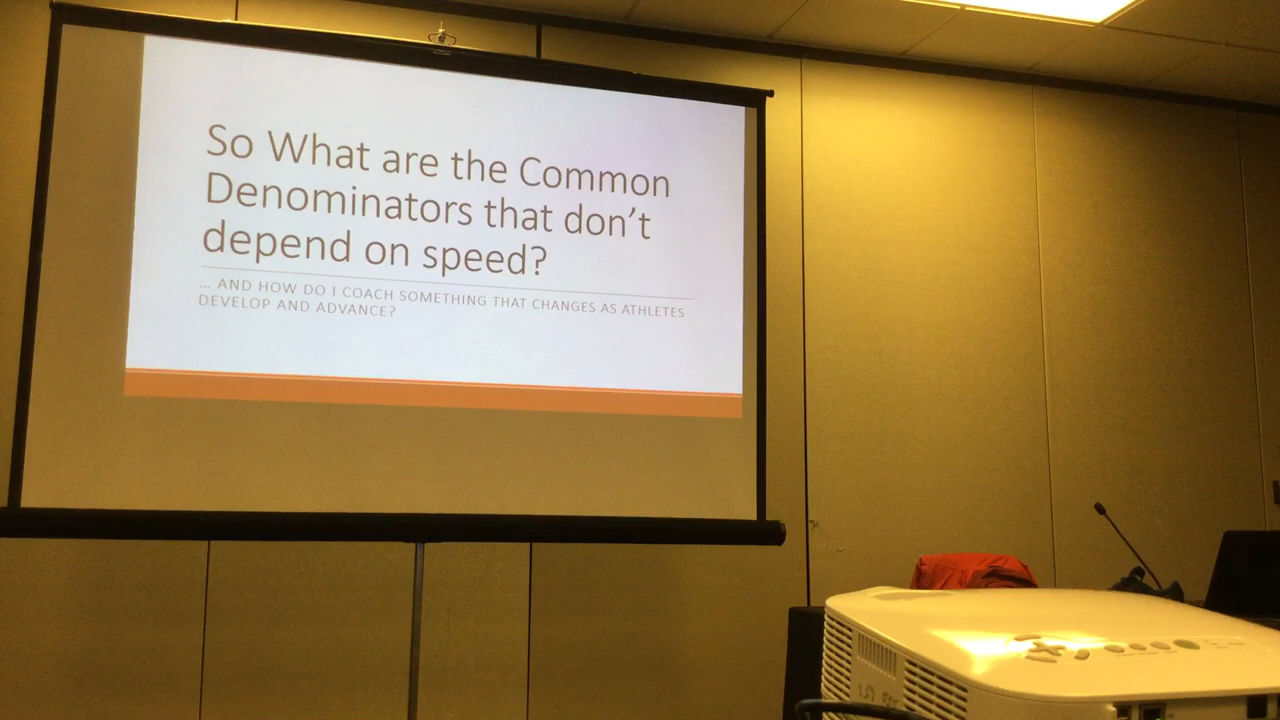 So What are the Common
Denominators that don't
depend on speed?
... AND HOW DO I COACH SOMETHING THAT CHANGES AS ATHLETES
DEVELOP AND ADVANCE?